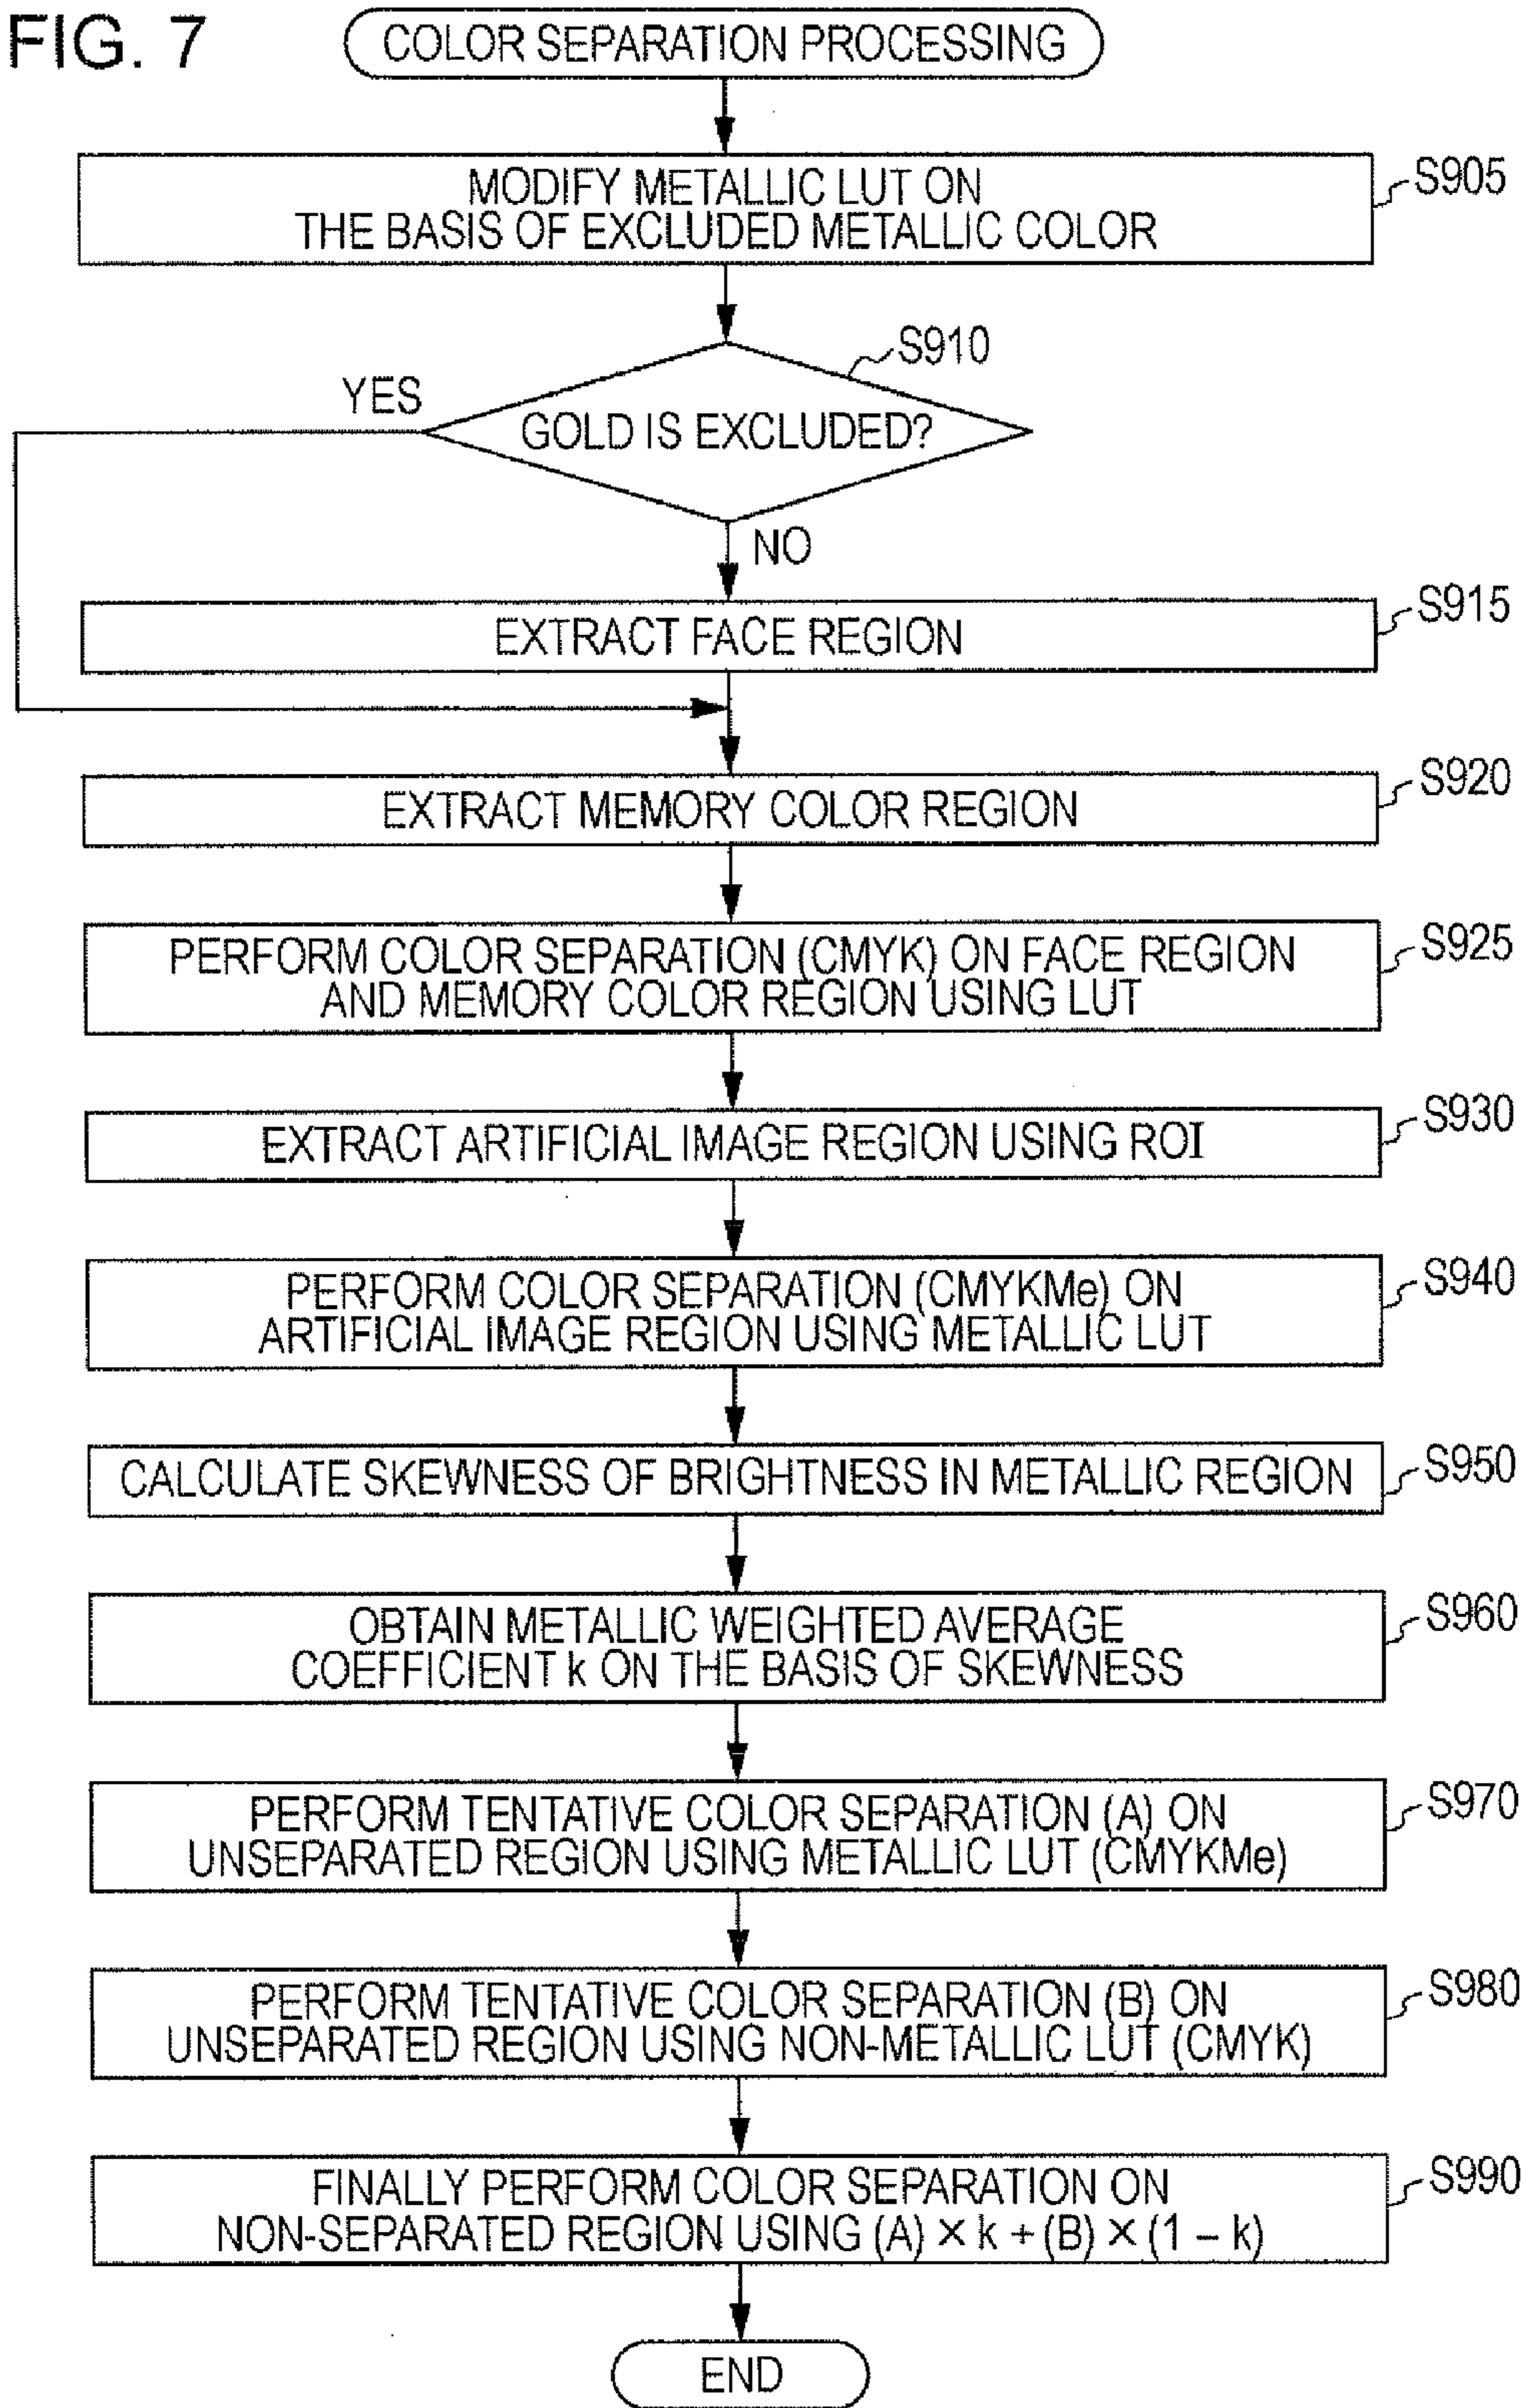 FIG. 7
COLOR SEPARATION PROCESSING
MODIFY METALLIC LUT ON
THE BASIS OF EXCLUDED METALLIC COLOR
S905
S910
YES
GOLD IS EXCLUDED?
NO
EXTRACT FACE REGION
S915
EXTRACT MEMORY COLOR REGION
S920
PERFORM COLOR SEPARATION (CMYK) ON FACE REGION
AND MEMORY COLOR REGION USING LUT
S925
EXTRACT ARTIFICIAL IMAGE REGION USING ROI
S930
PERFORM COLOR SEPARATION (CMYKMe) ON
ARTIFICIAL IMAGE REGION USING METALLIC LUT
S940
CALCULATE SKEWNESS OF BRIGHTNESS IN METALLIC REGION
S950
OBTAIN METALLIC WEIGHTED AVERAGE
COEFFICIENT k ON THE BASIS OF SKEWNESS
S960
PERFORM TENTATIVE COLOR SEPARATION (A) ON
UNSEPARATED REGION USING METALLIC LUT (CMYKMe)
S970
PERFORM TENTATIVE COLOR SEPARATION (B) ON
UNSEPARATED REGION USING NON-METALLIC LUT (CMYK)
S980
FINALLY PERFORM COLOR SEPARATION ON
NON-SEPARATED REGION USING (A) × k + (B) × (1 – k)
S990
END